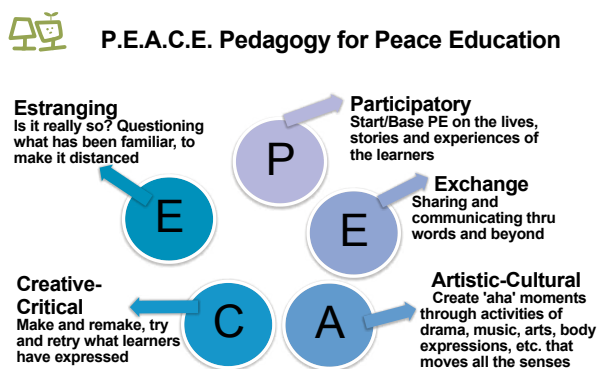 P.E.A.C.E. Pedagogy for Peace Education
P
Participatory
Start/Base PE on the lives,
stories and experiences of
the learners
E
Exchange
Sharing and
communicating thru
words and beyond
A
Artistic-Cultural
Create 'aha' moments
through activities of
drama, music, arts, body
expressions, etc. that
moves all the senses
C
Creative-
Critical
Make and remake, try
and retry what learners
have expressed
E
Estranging
Is it really so? Questioning
what has been familiar, to
make it distanced